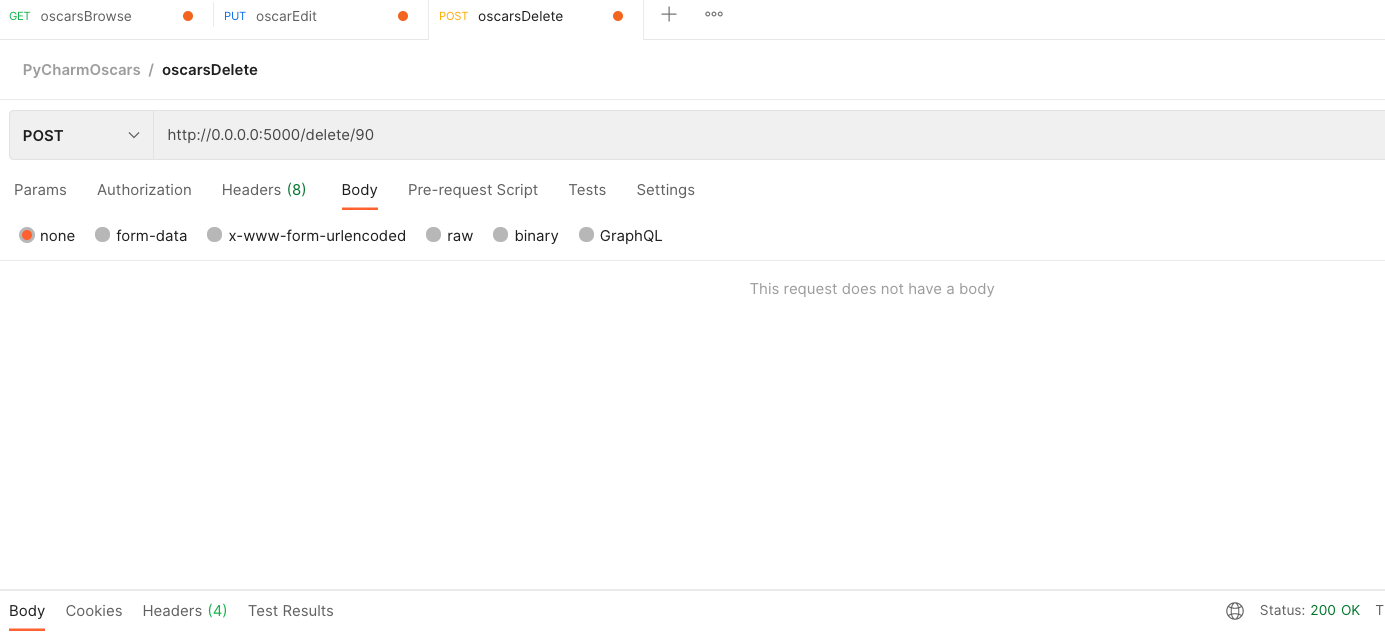 GET oscarsBrowse PUT oscarEdit POST oscarsDelete
PyCharmOscars / oscarsDelete
POST http://0.0.0.0:5000/delete/90
Params Authorization Headers (8) Body Pre-request Script Tests Settings
none form-data x-www-form-urlencoded raw binary GraphQL
This request does not have a body
Body Cookies Headers (4) Test Results Status: 200 OK T